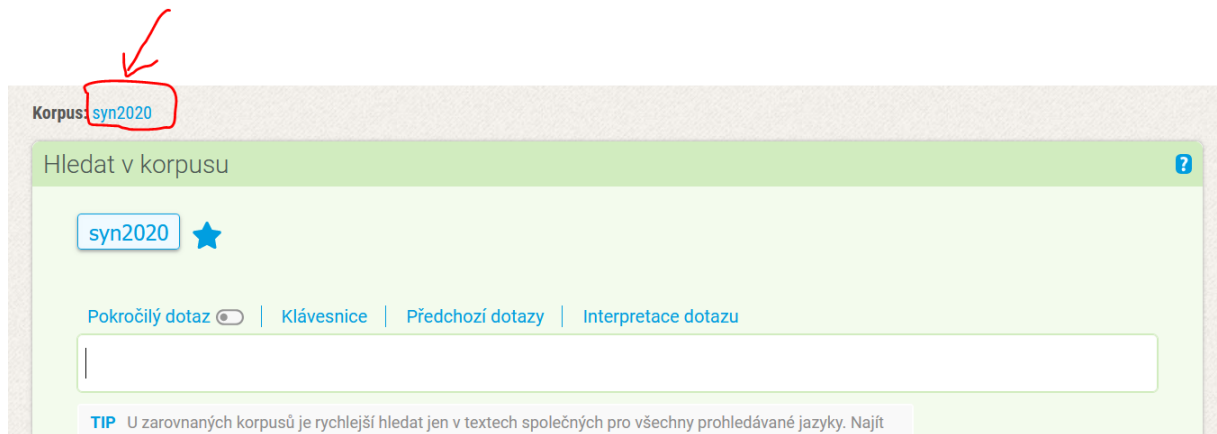 Korpus: syn2020
Hledat v korpusu
?
syn2020
Pokročilý dotaz | Klávesnice | Předchozí dotazy | Interpretace dotazu
TIP U zarovnaných korpusů je rychlejší hledat jen v textech společných pro všechny prohledávané jazyky. Najít